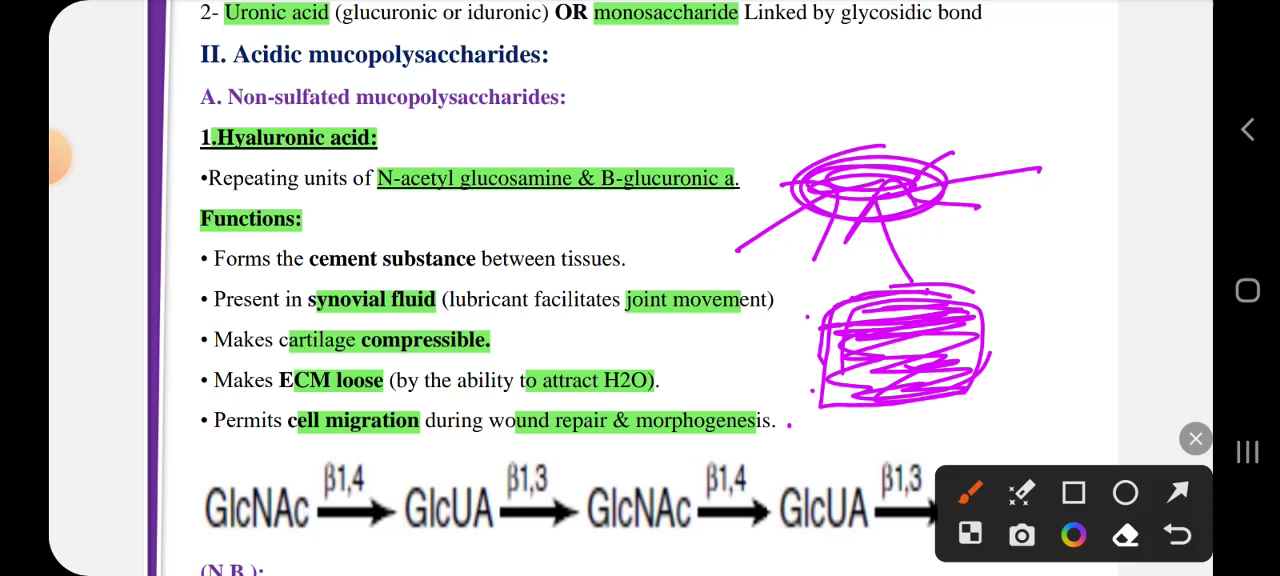 2- Uronic acid (glucuronic or iduronic) OR monosaccharide Linked by glycosidic bond
II. Acidic mucopolysaccharides:
A. Non-sulfated mucopolysaccharides:
1.Hyaluronic acid:
•Repeating units of N-acetyl glucosamine & B-glucuronic a.
Functions:
• Forms the cement substance between tissues.
• Present in synovial fluid (lubricant facilitates joint movement)
• Makes cartilage compressible.
• Makes ECM loose (by the ability to attract H2O).
• Permits cell migration during wound repair & morphogenesis.
β1,4 β1,3 β1,4 β1,3
GlcNAc GlcUA GlcNAc GlcUA
(N.B.):